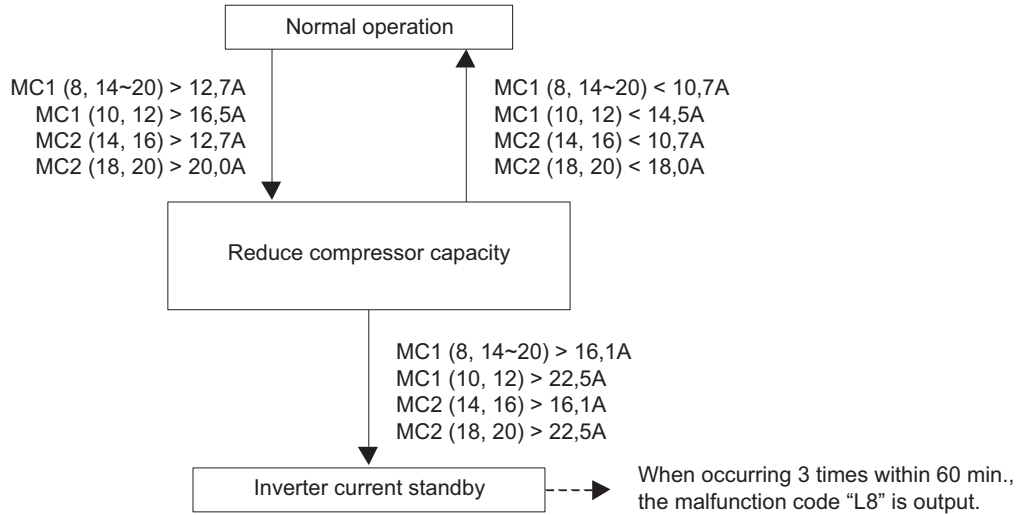 Normal operation
MC1 (8, 14~20) > 12,7A
MC1 (10, 12) > 16,5A
MC2 (14, 16) > 12,7A
MC2 (18, 20) > 20,0A
MC1 (8, 14~20) < 10,7A
MC1 (10, 12) < 14,5A
MC2 (14, 16) < 10,7A
MC2 (18, 20) < 18,0A
Reduce compressor capacity
MC1 (8, 14~20) > 16,1A
MC1 (10, 12) > 22,5A
MC2 (14, 16) > 16,1A
MC2 (18, 20) > 22,5A
Inverter current standby
When occurring 3 times within 60 min.,
the malfunction code “L8” is output.